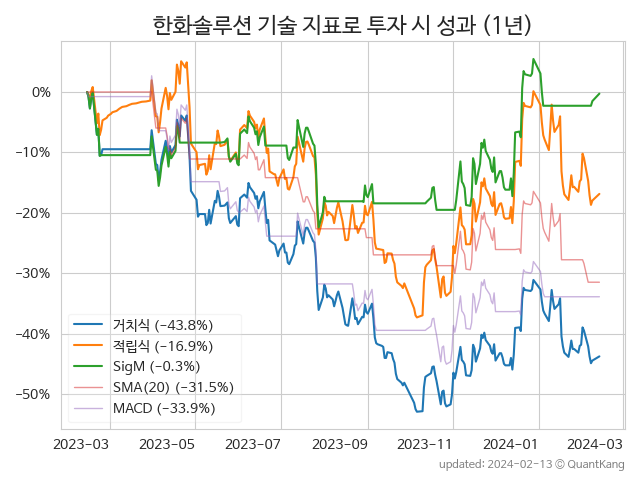 한화솔루션 기술 지표로 투자 시 성과 (1년)
0%
−10%
−20%
−30%
−40%
−50%
거치식 (−43.8%)
적립식 (−16.9%)
SigM (−0.3%)
SMA(20) (−31.5%)
MACD (−33.9%)
2023-03 2023-05 2023-07 2023-09 2023-11 2024-01 2024-03
updated: 2024-02-13 © QuantKang